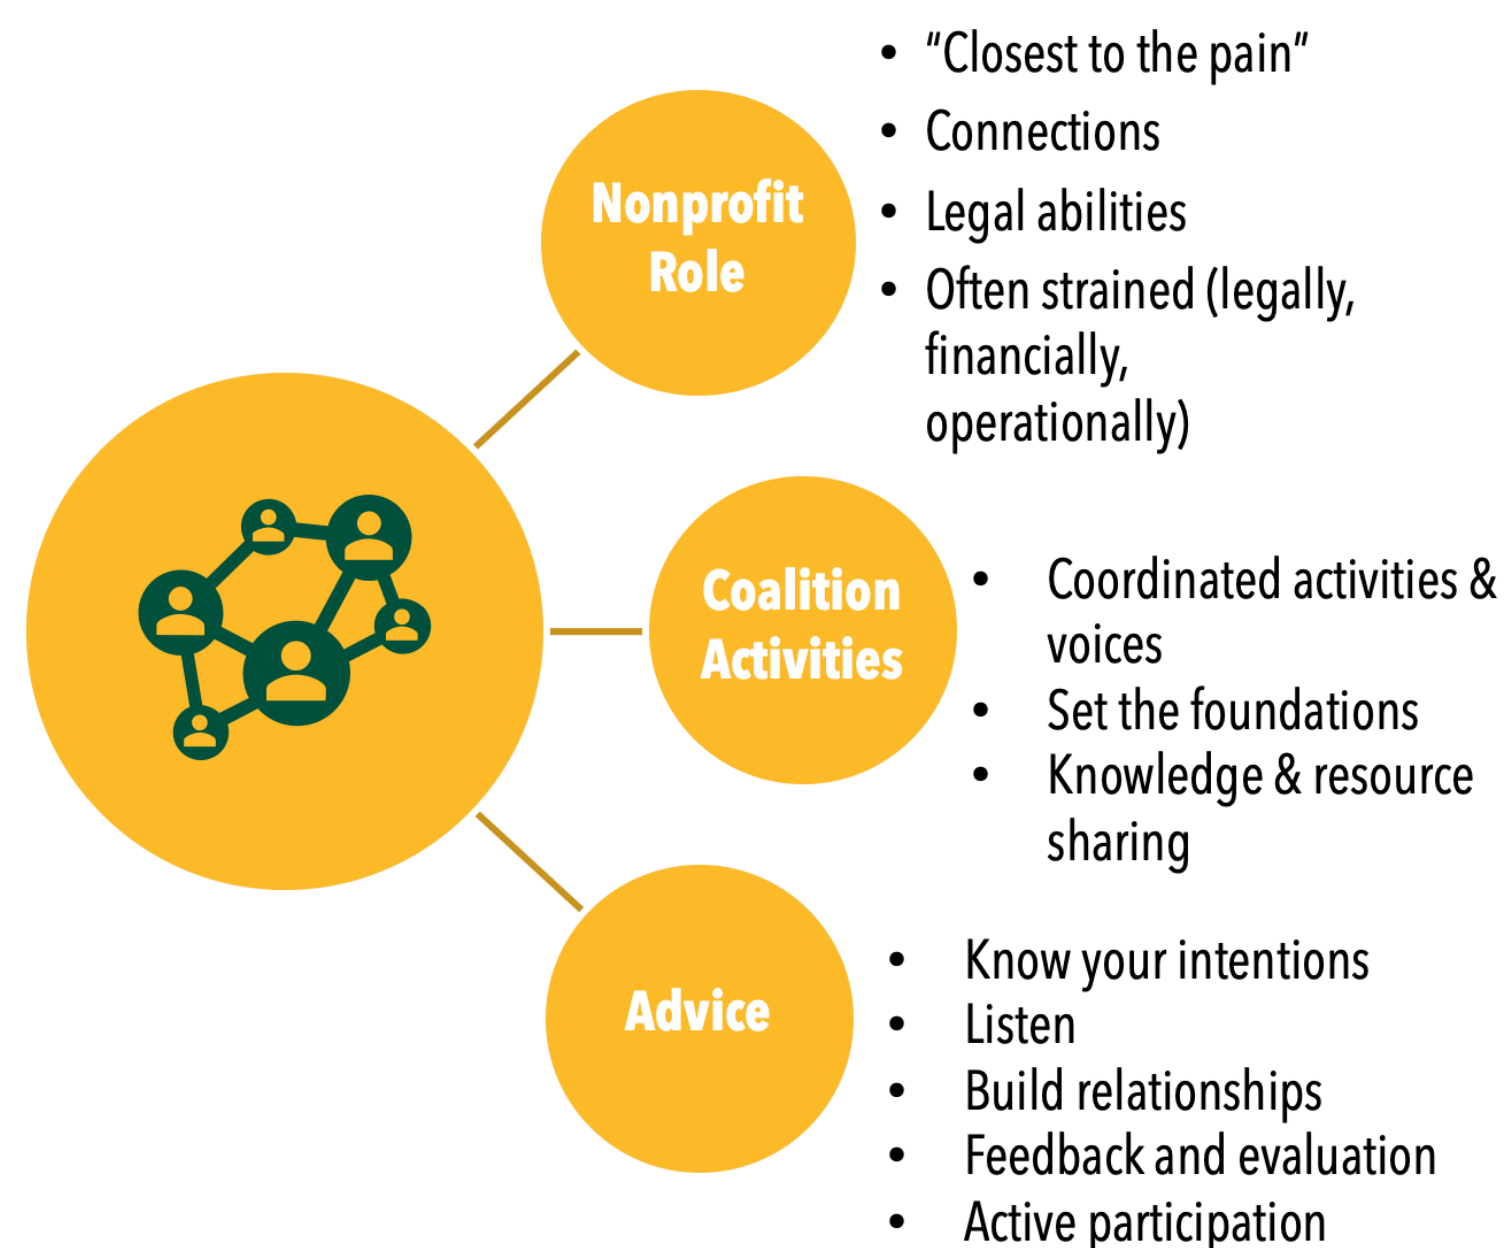 Nonprofit
Role
• “Closest to the pain”
• Connections
• Legal abilities
• Often strained (legally,
financially,
operationally)
Coalition
Activities
• Coordinated activities &
voices
• Set the foundations
• Knowledge & resource
sharing
Advice
• Know your intentions
• Listen
• Build relationships
• Feedback and evaluation
• Active participation